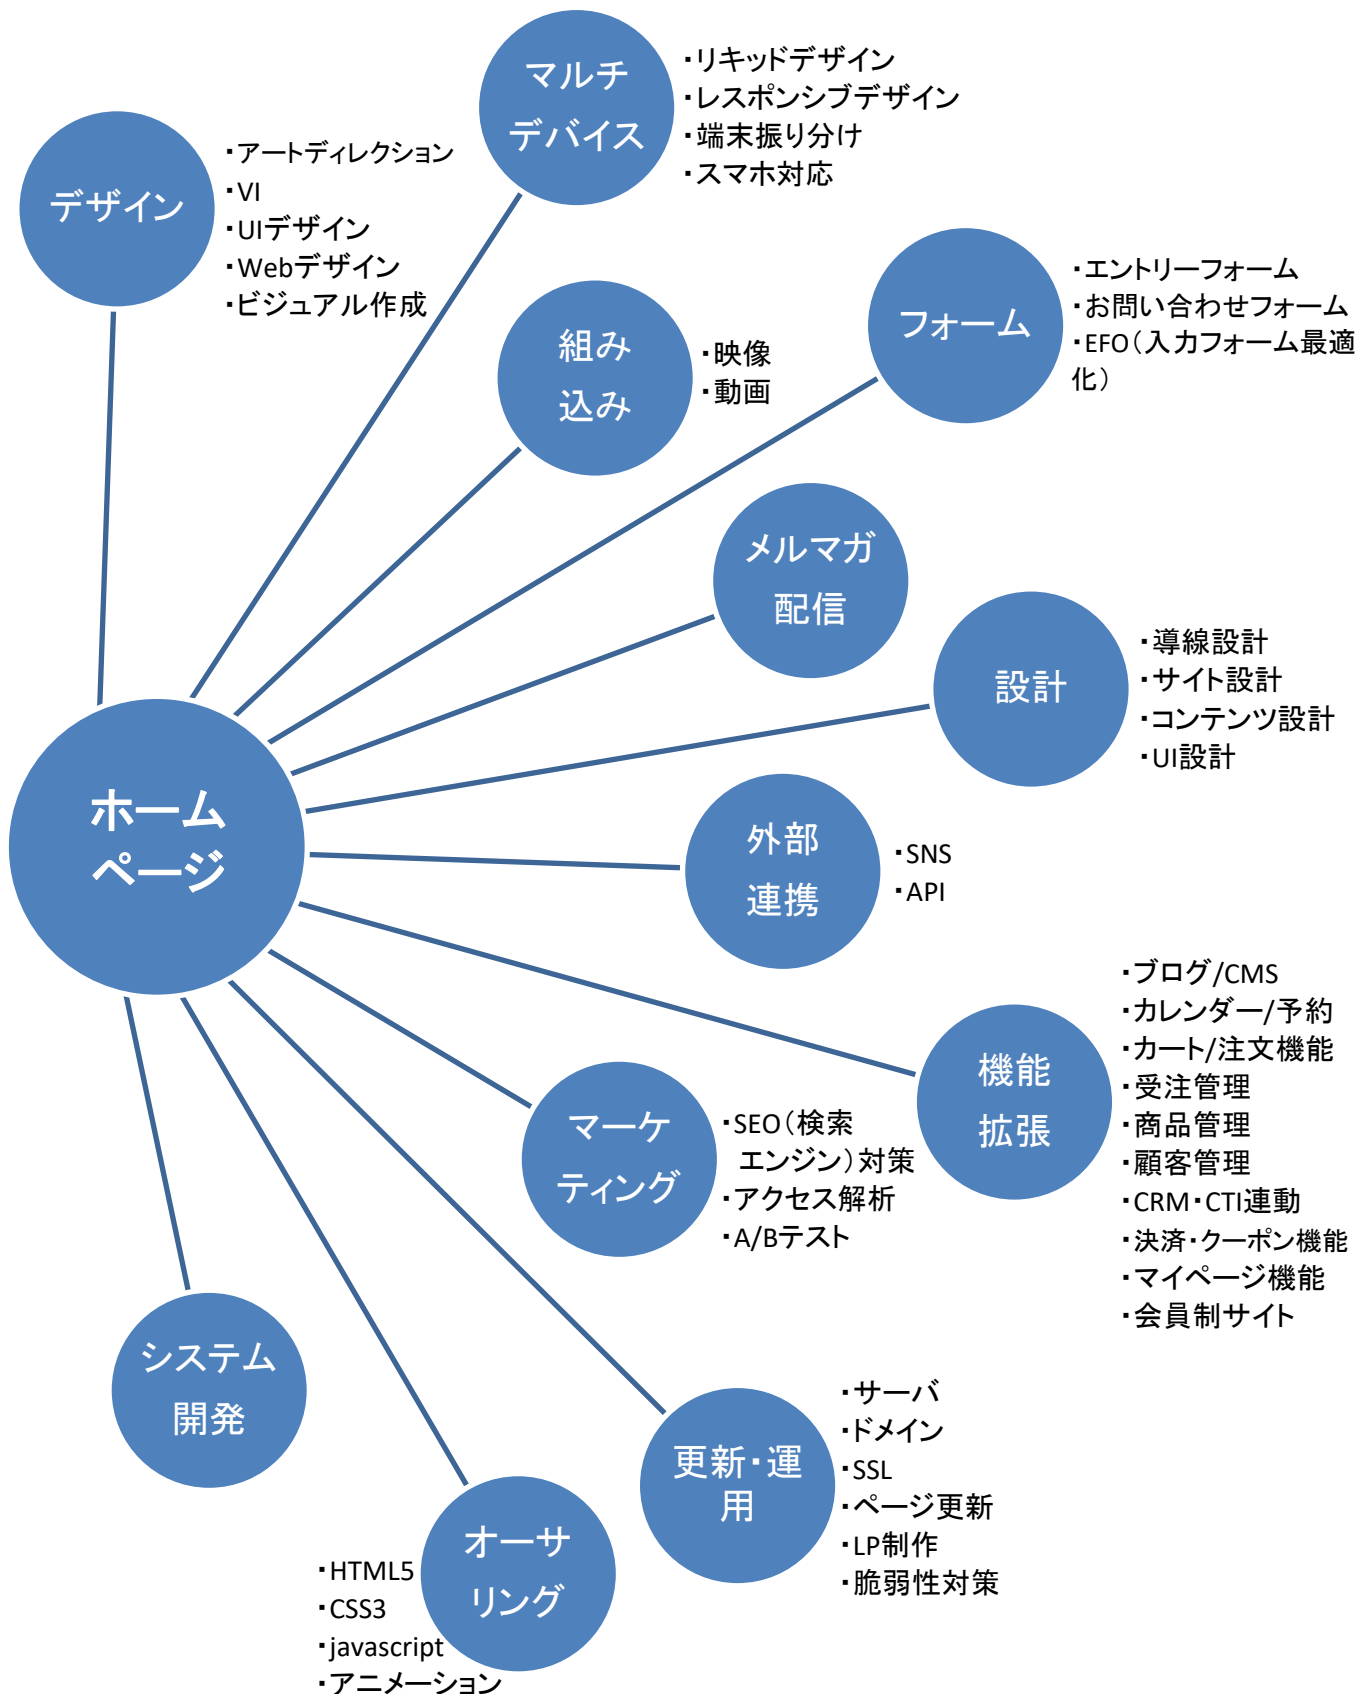 マルチ
デバイス
・リキッドデザイン
・レスポンシブデザイン
・端末振り分け
・スマホ対応
デザイン
・アートディレクション
・VI
・UIデザイン
・Webデザイン
・ビジュアル作成
フォーム
・エントリーフォーム
・お問い合わせフォーム
・EFO（入力フォーム最適
化）
組み
込み
・映像
・動画
メルマガ
配信
設計
・導線設計
・サイト設計
・コンテンツ設計
・UI設計
ホーム
ページ
外部
連携
・SNS
・API
機能
拡張
・ブログ/CMS
・カレンダー/予約
・カート/注文機能
・受注管理
・商品管理
・顧客管理
・CRM・CTI連動
・決済・クーポン機能
・マイページ機能
・会員制サイト
マーケ
ティング
・SEO（検索
エンジン）対策
・アクセス解析
・A/Bテスト
システム
開発
更新・運
用
・サーバ
・ドメイン
・SSL
・ページ更新
・LP制作
・脆弱性対策
オーサ
リング
・HTML5
・CSS3
・javascript
・アニメーション